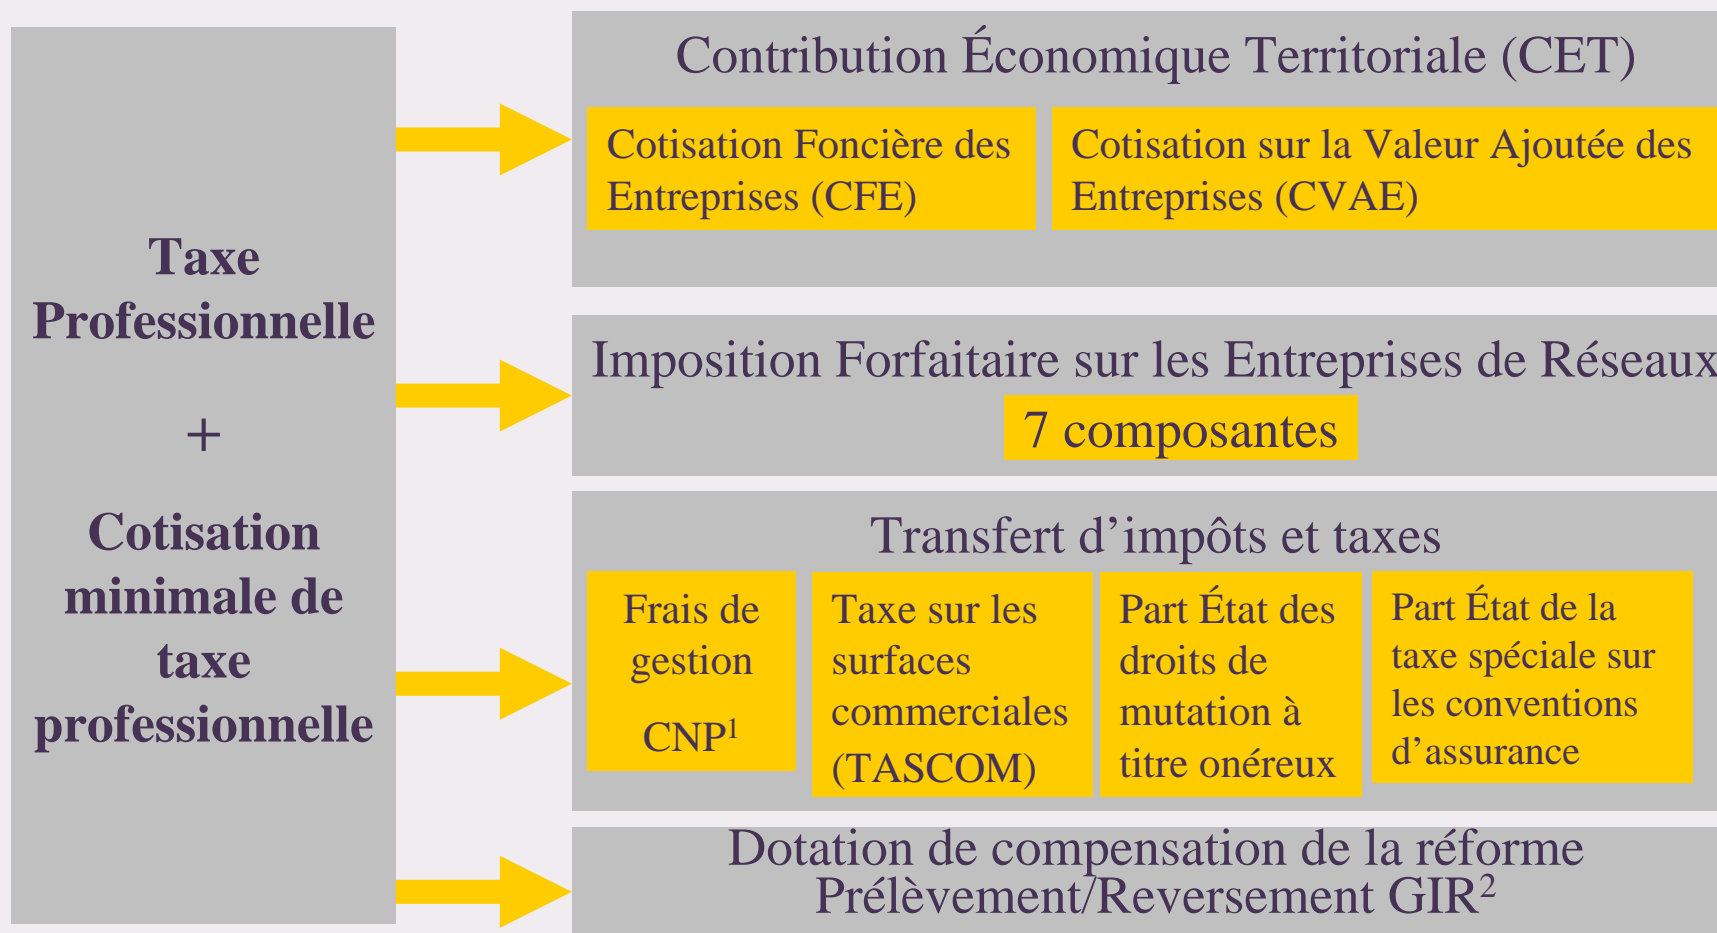 Taxe
Professionnelle
+
Cotisation
minimale de
taxe
professionnelle
Contribution Économique Territoriale (CET)
Cotisation Foncière des
Entreprises (CFE)
Cotisation sur la Valeur Ajoutée des
Entreprises (CVAE)
Imposition Forfaitaire sur les Entreprises de Réseaux
7 composantes
Transfert d’impôts et taxes
Frais de
gestion
CNP¹
Taxe sur les
surfaces
commerciales
(TASCOM)
Part État des
droits de
mutation à
titre onéreux
Part État de la
taxe spéciale sur
les conventions
d’assurance
Dotation de compensation de la réforme
Prélèvement/Reversement GIR²